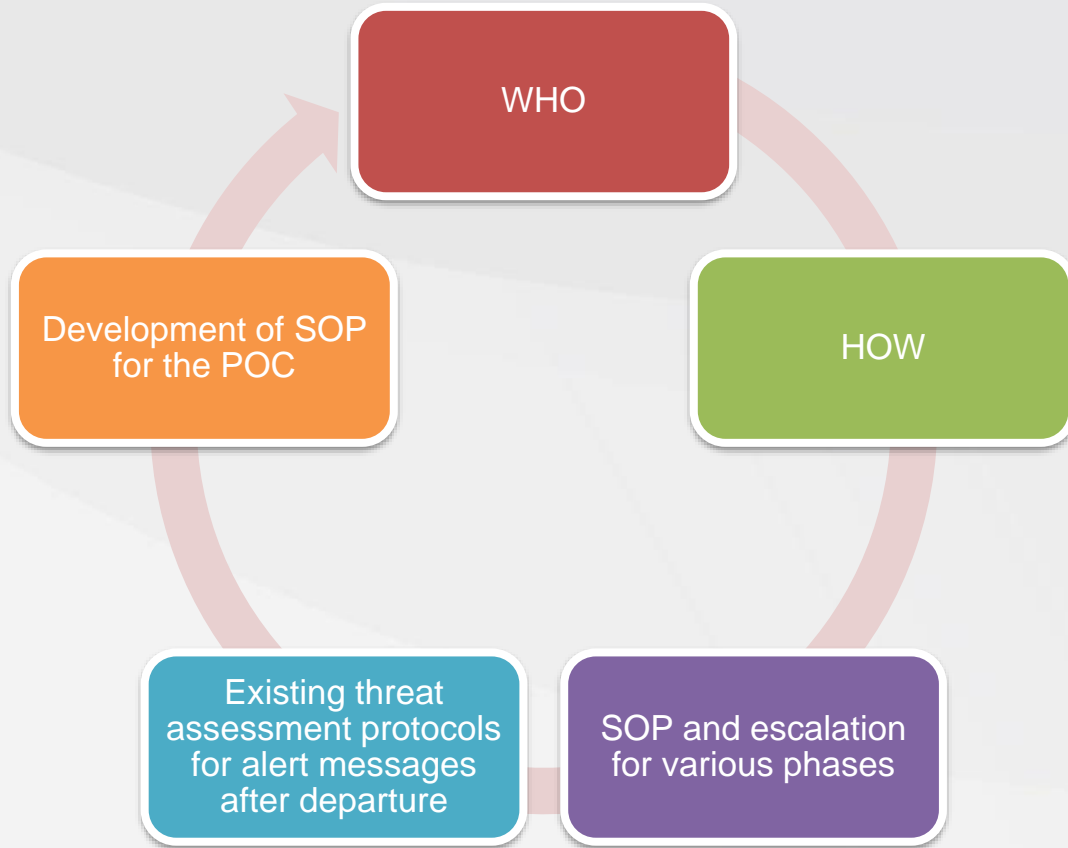 WHO
HOW
SOP and escalation
for various phases
Existing threat
assessment protocols
for alert messages
after departure
Development of SOP
for the POC